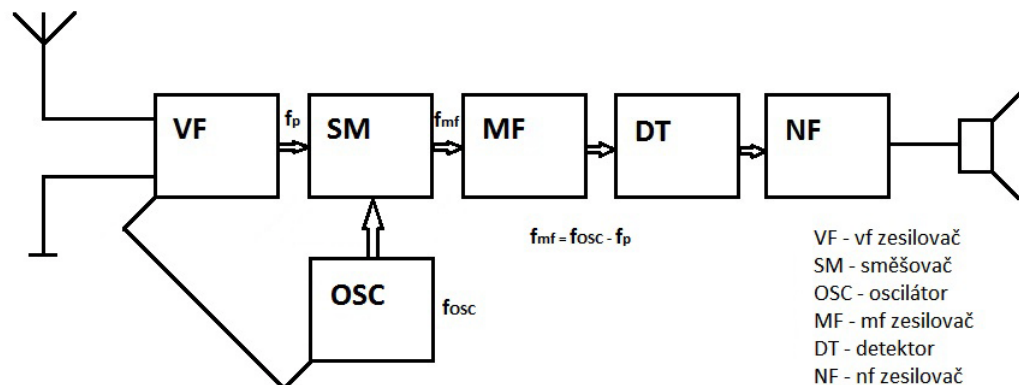 VF
fp
SM
fmf
MF
DT
NF
fmf = fOSC - fp
OSC
fOSC
VF - vf zesilovač
SM - směšovač
OSC - oscilátor
MF - mf zesilovač
DT - detektor
NF - nf zesilovač